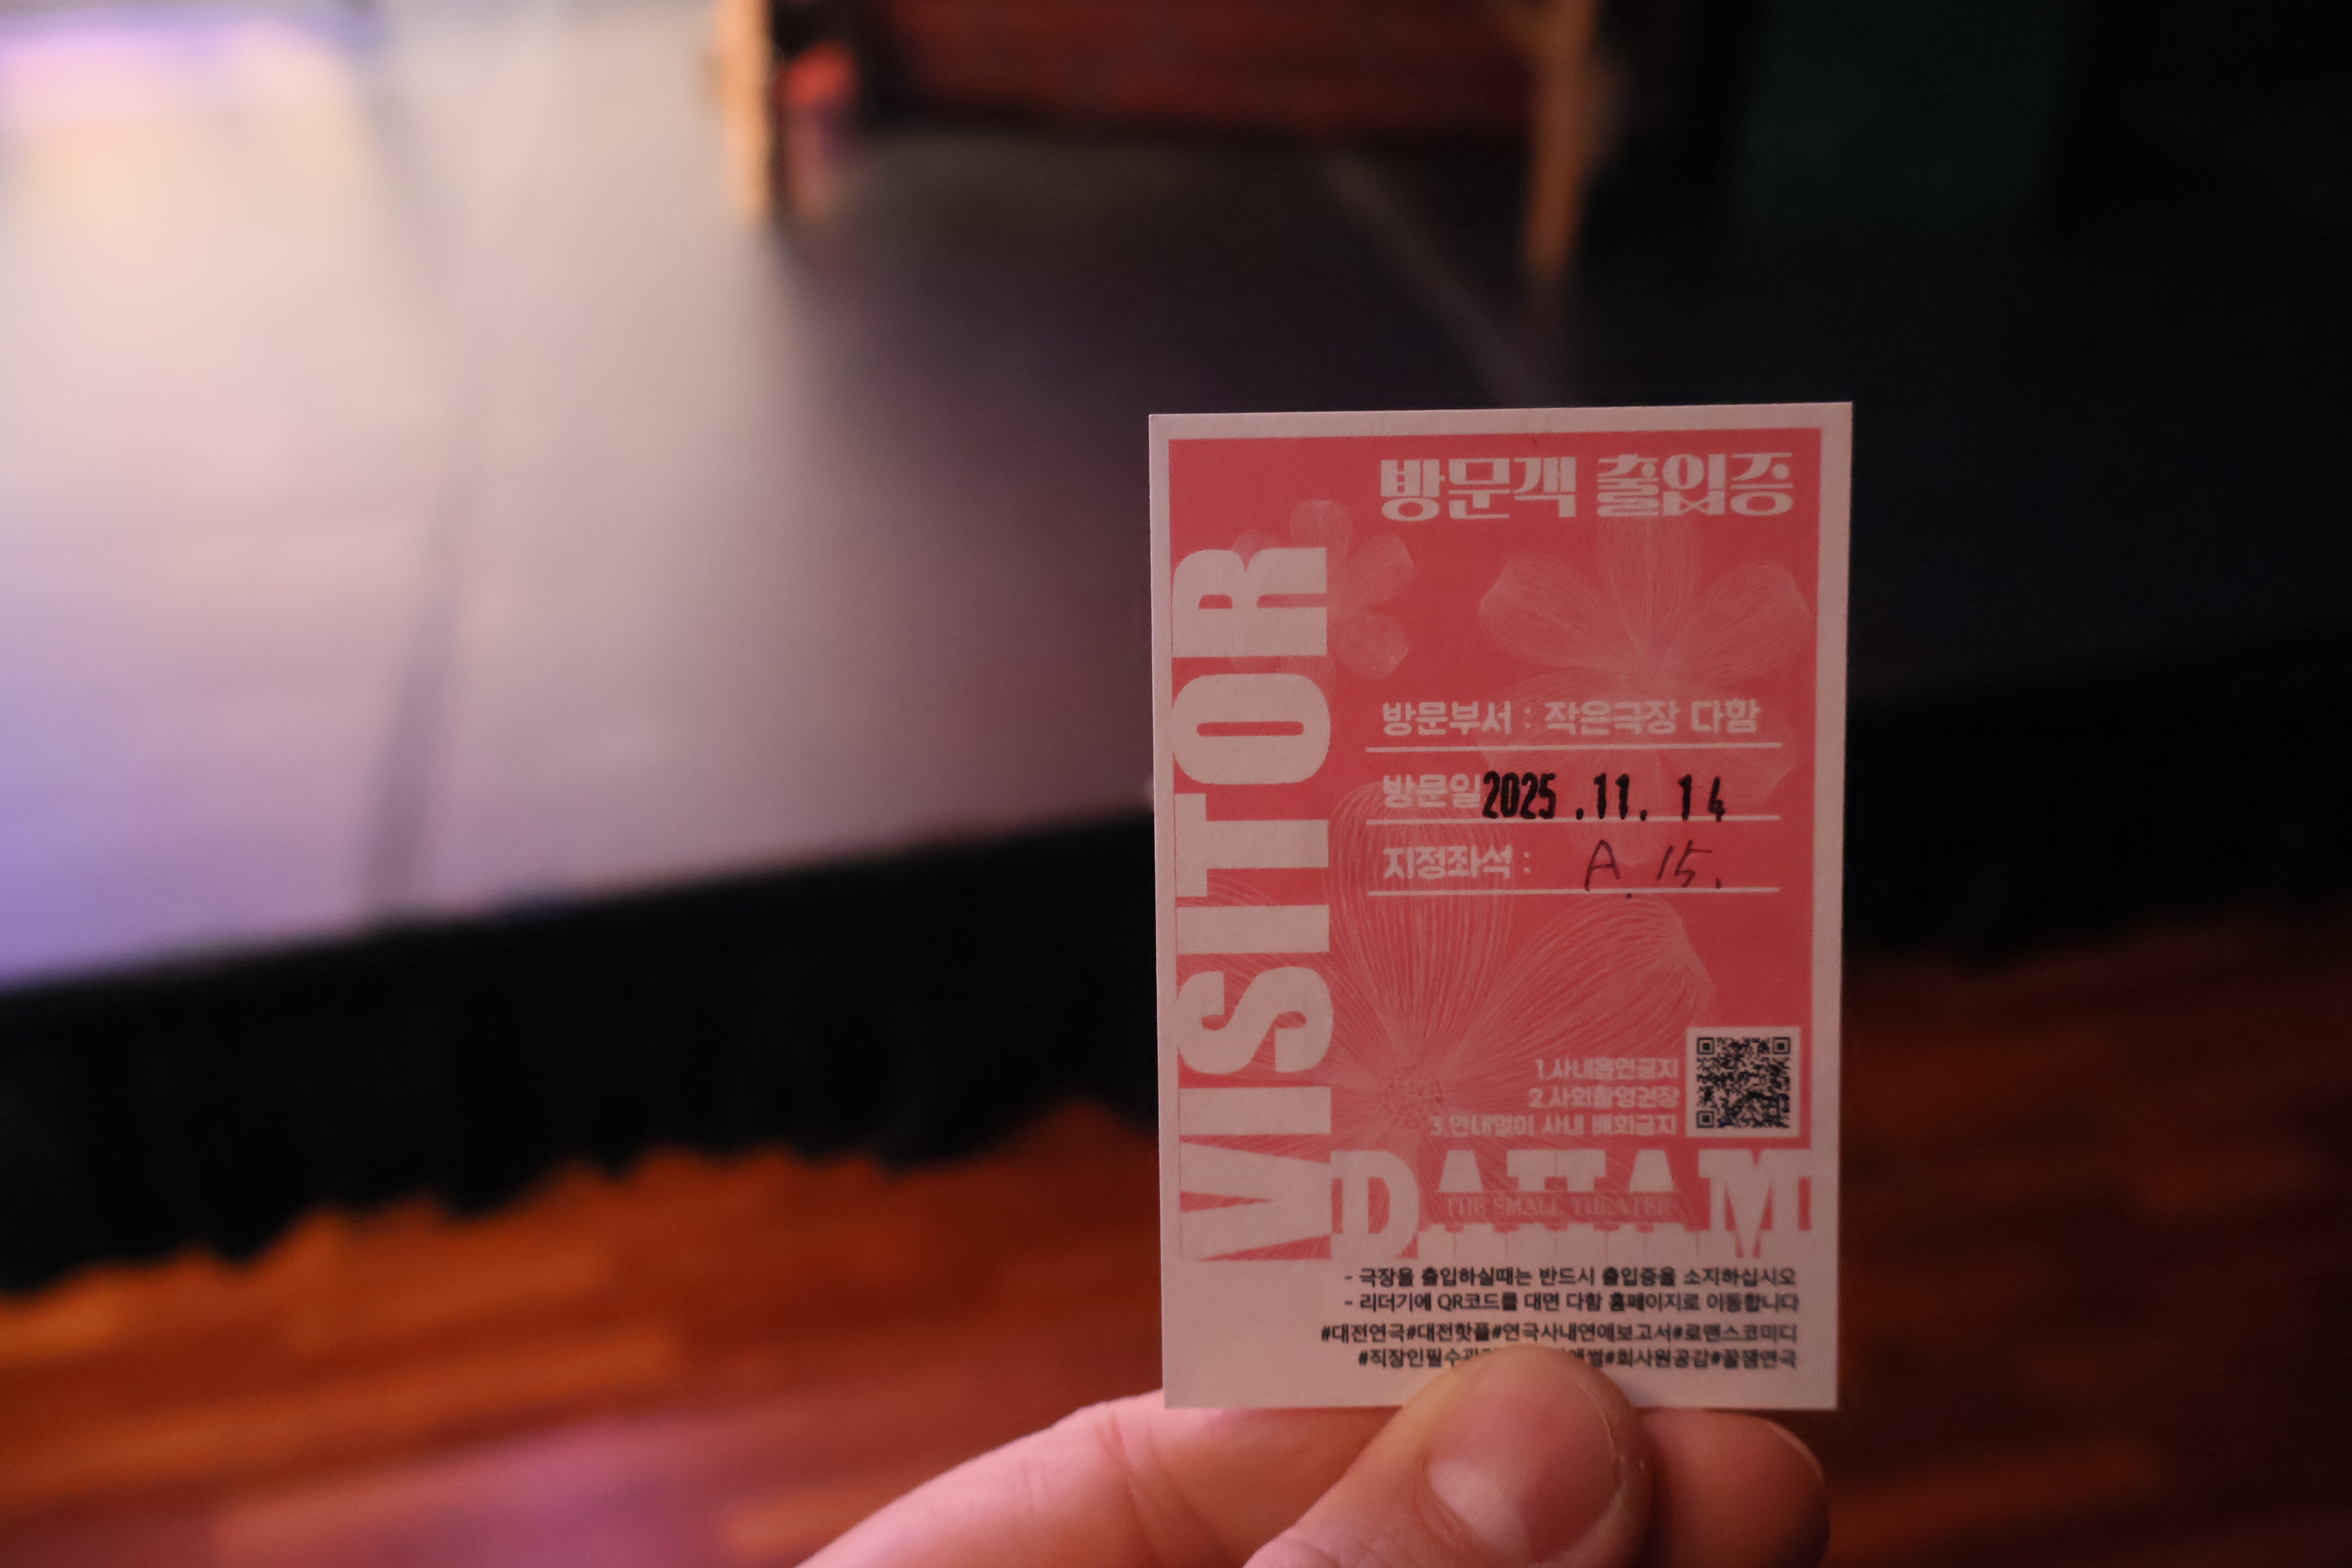 방문객 출입증
VISITOR
방문부서 : 작은극장 다함
방문일 2025 .11. 14
지정좌석 : A. 15.
1.사내흡연금지
2.사외촬영권장
3.안내없이 사내 배회금지
DAHAM
THE SMALL THEATER
- 극장을 출입하실때는 반드시 출입증을 소지하십시오
- 리더기에 QR코드를 대면 다함 홈페이지로 이동합니다
#대전연극#대전핫플#연극사내연애보고서#로맨스코미디
#직장인필수 #회사원공감#꿀잼연극